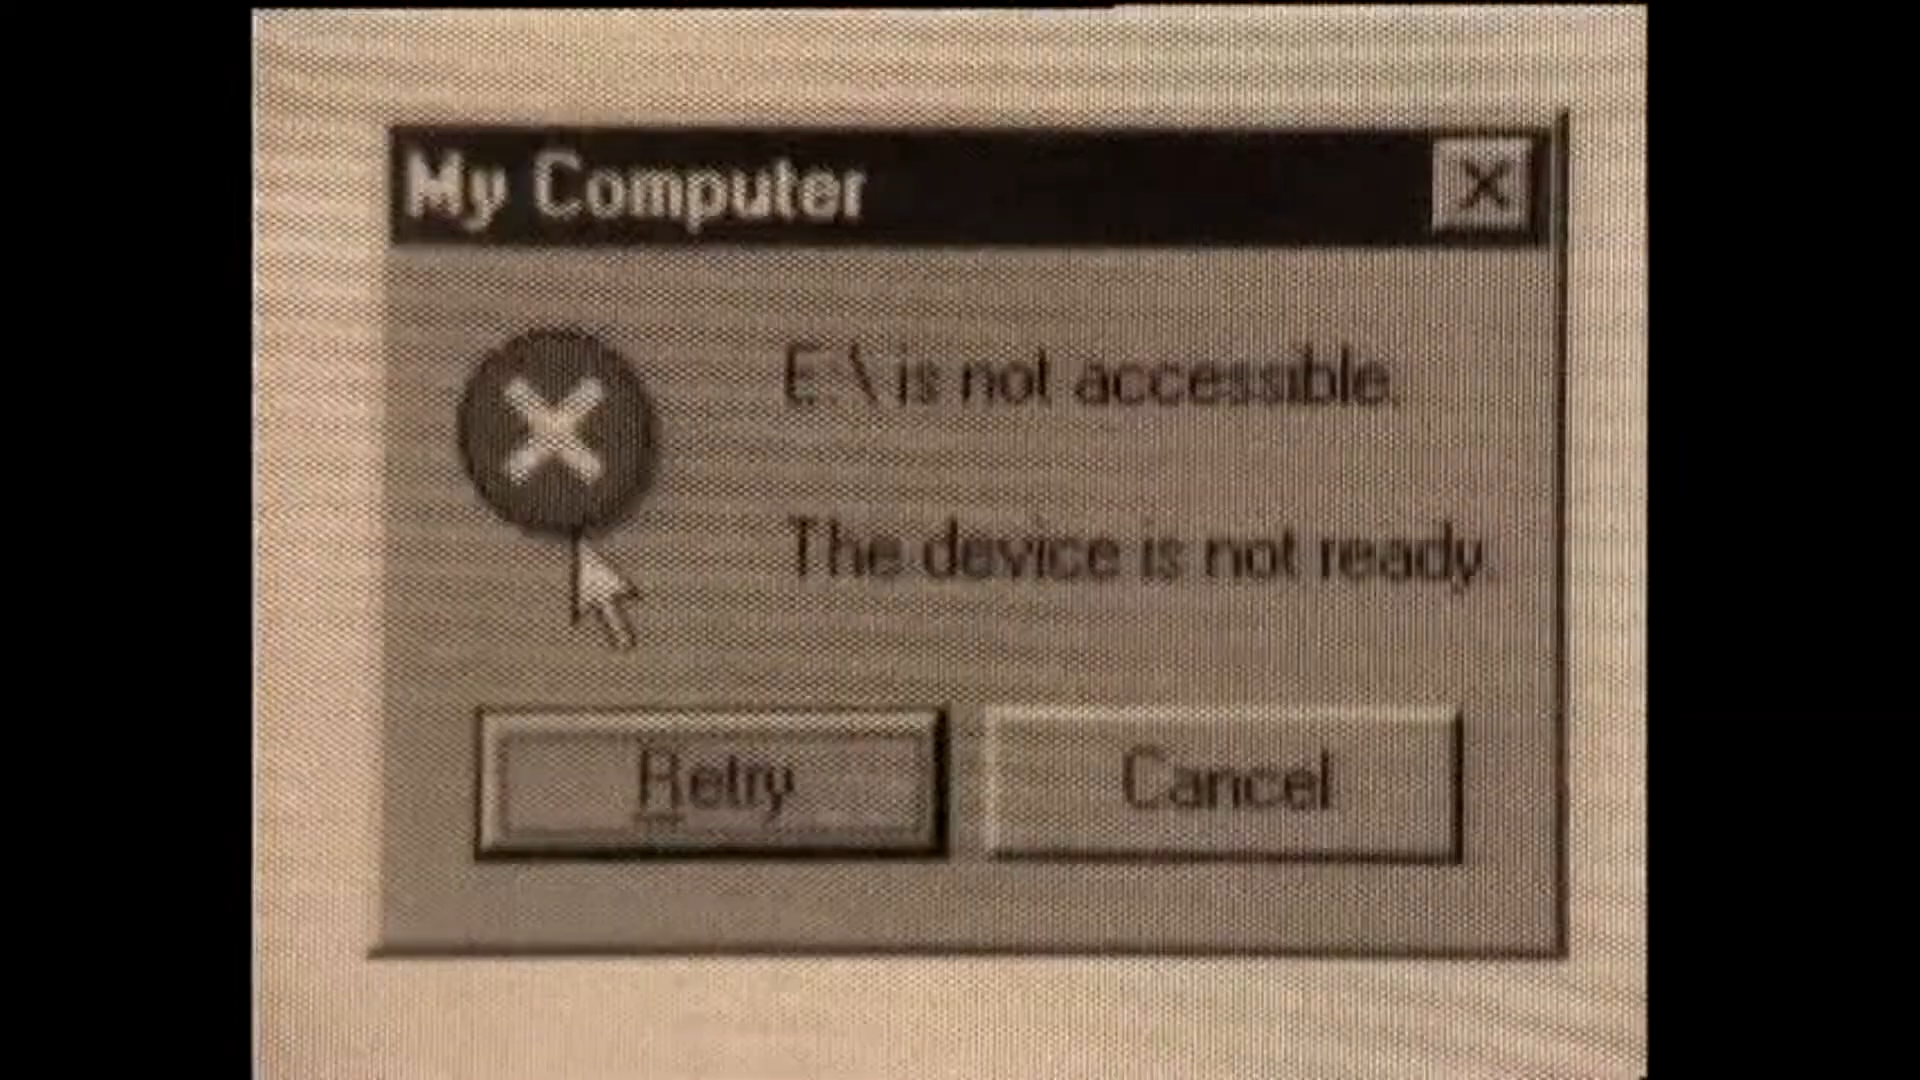 My Computer
E:\ is not accessible.
The device is not ready.
Retry
Cancel